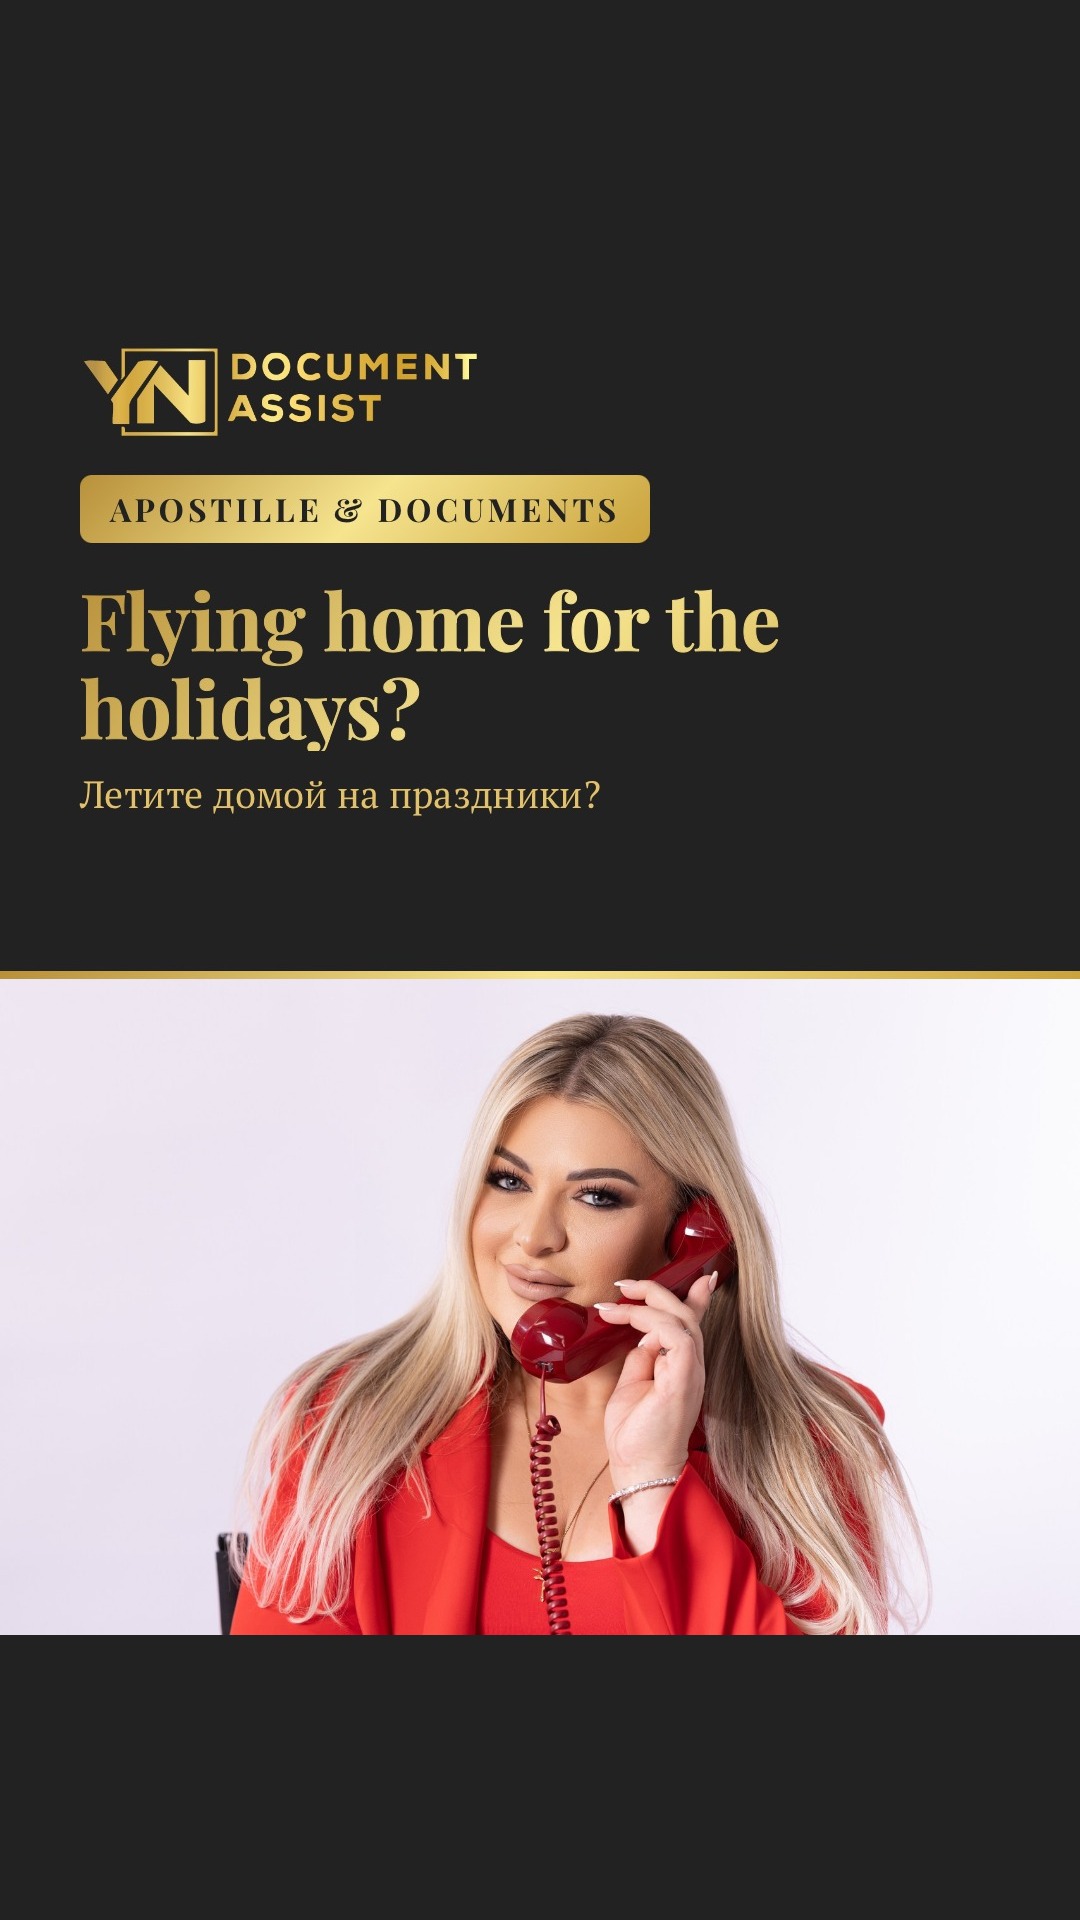 YN
DOCUMENT
ASSIST
APOSTILLE & DOCUMENTS
Flying home for the
holidays?
Летите домой на праздники?